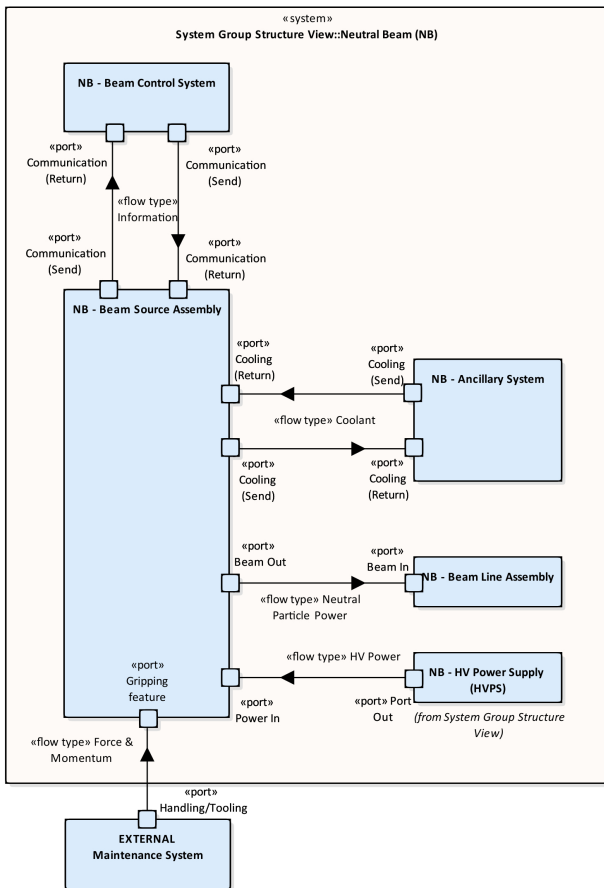 «system»
System Group Structure View::Neutral Beam (NB)
NB - Beam Control System
«port»
Communication
(Return)
«port»
Communication
(Send)
«flow type»
Information
«port»
Communication
(Send)
«port»
Communication
(Return)
NB - Beam Source Assembly
«port»
Cooling
(Return)
«port»
Cooling
(Send)
NB - Ancillary System
«flow type» Coolant
«port»
Cooling
(Send)
«port»
Cooling
(Return)
«port»
Beam Out
«port»
Beam In
NB - Beam Line Assembly
«flow type» Neutral
Particle Power
«flow type» HV Power
NB - HV Power Supply
(HVPS)
«port»
Power In
«port» Port
Out
(from System Group Structure
View)
«port»
Gripping
feature
«flow type» Force &
Momentum
«port»
Handling/Tooling
EXTERNAL
Maintenance System